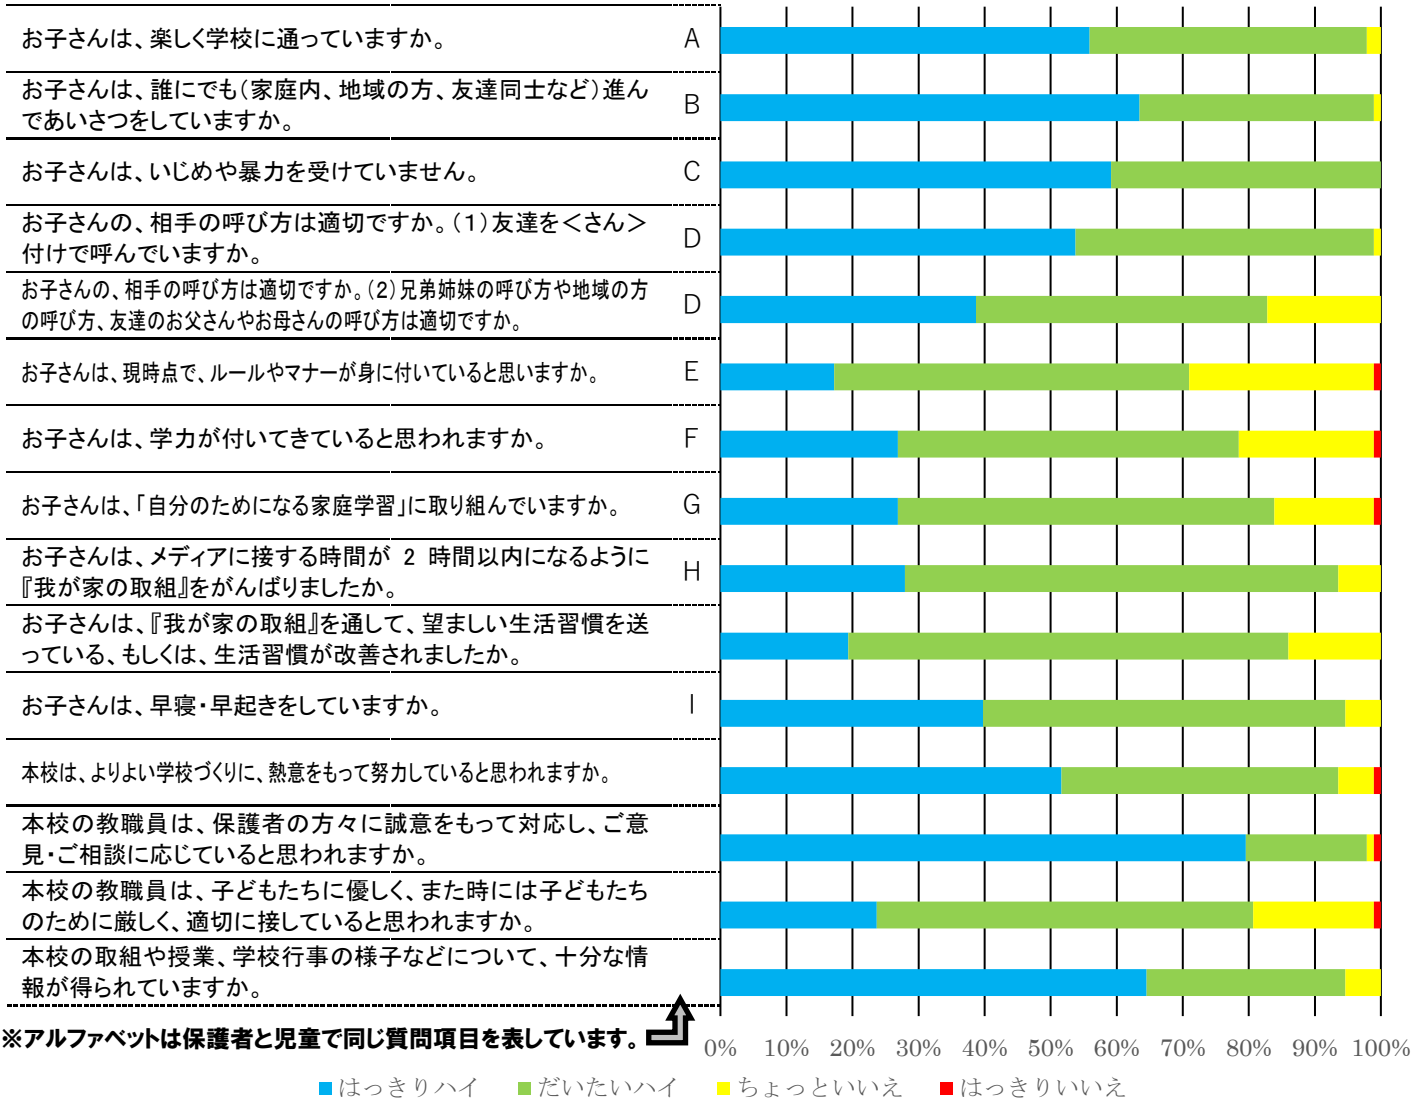 お子さんは、楽しく学校に通っていますか。 A
お子さんは、誰にでも(家庭内、地域の方、友達同士など)進ん
であいさつをしていますか。 B
お子さんは、いじめや暴力を受けていません。 C
お子さんの、相手の呼び方は適切ですか。(1)友達を<さん>
付けで呼んでいますか。 D
お子さんの、相手の呼び方は適切ですか。(2)兄弟姉妹の呼び方や地域の方
の呼び方、友達のお父さんやお母さんの呼び方は適切ですか。 D
お子さんは、現時点で、ルールやマナーが身に付いていると思いますか。 E
お子さんは、学力が付いてきていると思われますか。 F
お子さんは、「自分のためになる家庭学習」に取り組んでいますか。 G
お子さんは、メディアに接する時間が 2 時間以内になるように
『我が家の取組』をがんばりましたか。 H
お子さんは、『我が家の取組』を通して、望ましい生活習慣を送
っている、もしくは、生活習慣が改善されましたか。
お子さんは、早寝・早起きをしていますか。 I
本校は、よりよい学校づくりに、熱意をもって努力していると思われますか。
本校の教職員は、保護者の方々に誠意をもって対応し、ご意
見・ご相談に応じていると思われますか。
本校の教職員は、子どもたちに優しく、また時には子どもたち
のために厳しく、適切に接していると思われますか。
本校の取組や授業、学校行事の様子などについて、十分な情
報が得られていますか。
※アルファベットは保護者と児童で同じ質問項目を表しています。
0% 10% 20% 30% 40% 50% 60% 70% 80% 90% 100%
はっきりハイ だいたいハイ ちょっといいえ はっきりいいえ